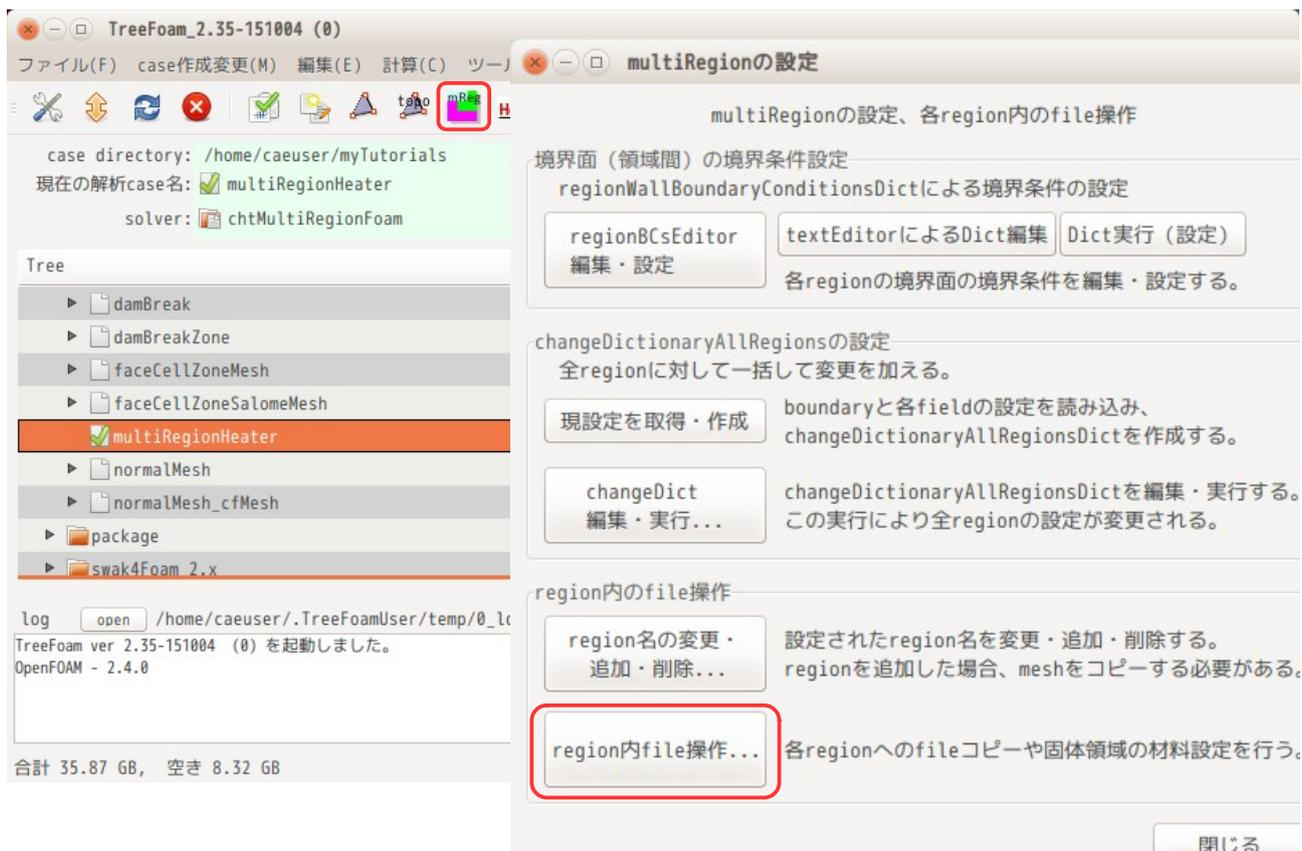 TreeFoam_2.35-151004 (0)
ファイル(F) case作成変更(M) 編集(E) 計算(C) ツー
topo
mReg
case directory: /home/caeuser/myTutorials
現在の解析case名: multiRegionHeater
solver: chtMultiRegionFoam
Tree
damBreak
damBreakZone
faceCellZoneMesh
faceCellZoneSalomeMesh
multiRegionHeater
normalMesh
normalMesh_cfMesh
package
swak4Foam_2.x
log open /home/caeuser/.TreeFoamUser/temp/0_lo
TreeFoam ver 2.35-151004 (0) を起動しました。
OpenFOAM - 2.4.0
合計 35.87 GB, 空き 8.32 GB
multiRegionの設定
multiRegionの設定、各region内のfile操作
境界面（領域間）の境界条件設定
regionWallBoundaryConditionsDictによる境界条件の設定
regionBCsEditor
編集・設定
textEditorによるDict編集 Dict実行（設定）
各regionの境界面の境界条件を編集・設定する。
changeDictionaryAllRegionsの設定
全regionに対して一括して変更を加える。
現設定を取得・作成
boundaryと各fieldの設定を読み込み、
changeDictionaryAllRegionsDictを作成する。
changeDict
編集・実行...
changeDictionaryAllRegionsDictを編集・実行する。
この実行により全regionの設定が変更される。
region内のfile操作
region名の変更・
追加・削除...
設定されたregion名を変更・追加・削除する。
regionを追加した場合、meshをコピーする必要がある。
region内file操作...
各regionへのfileコピーや固体領域の材料設定を行う。
閉じる